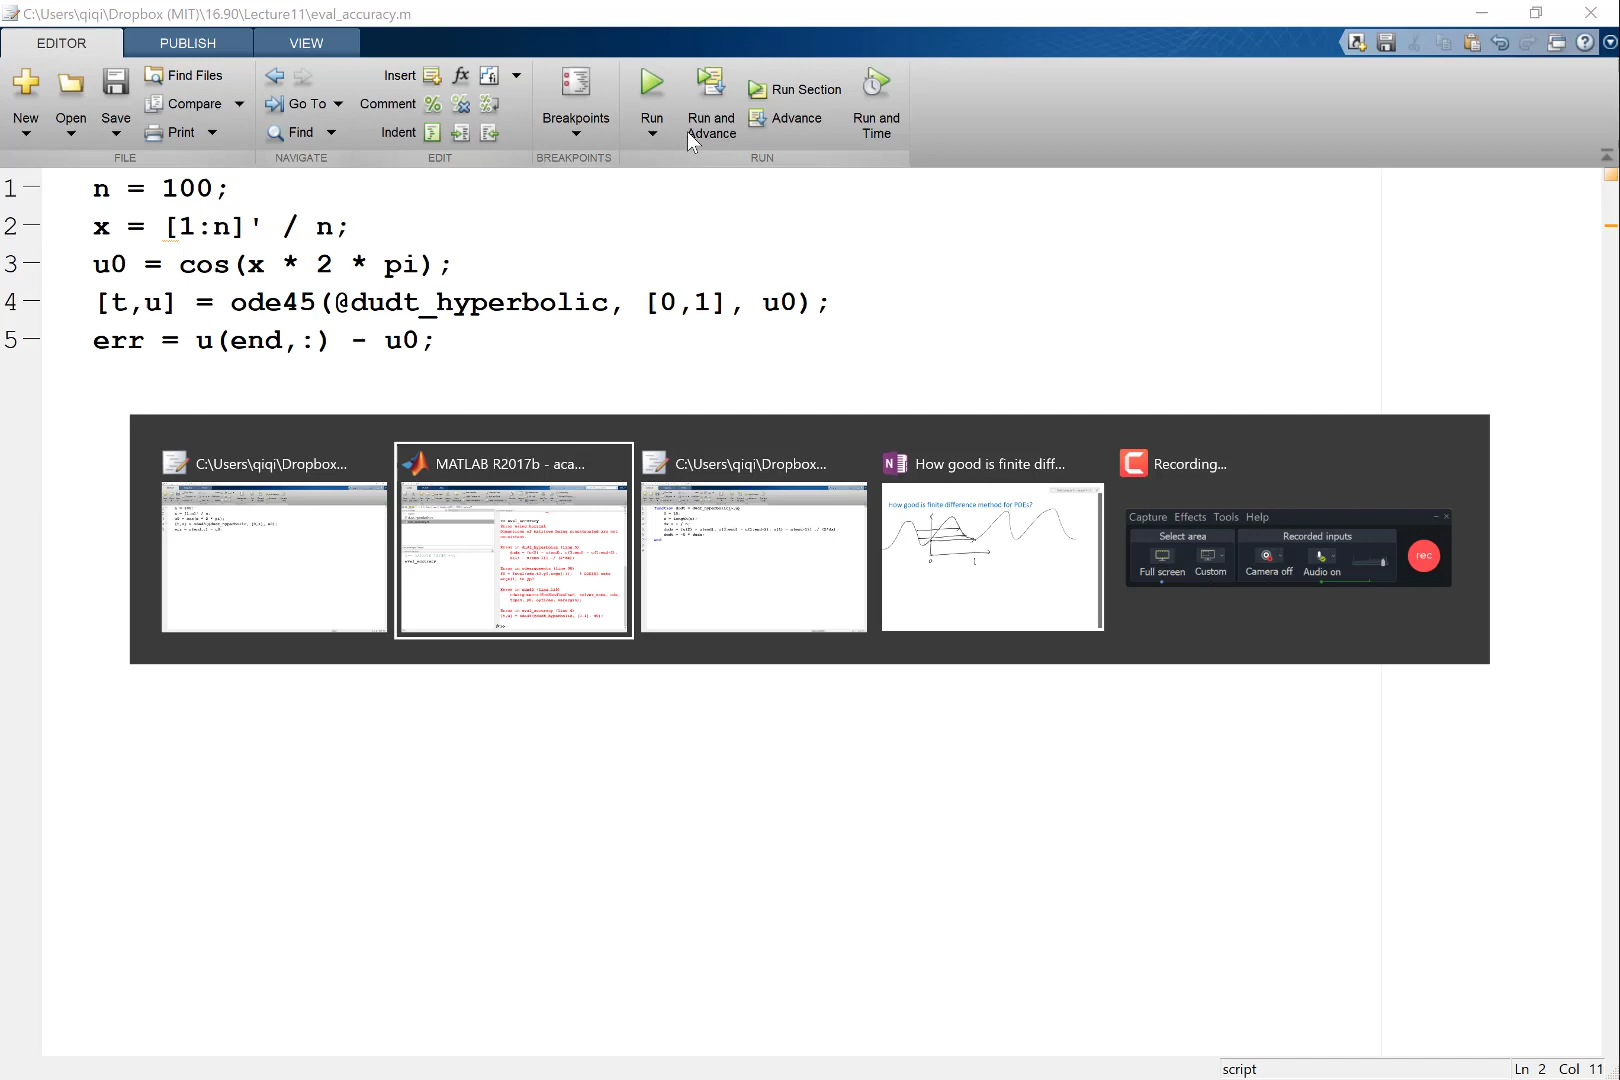 C:\Users\qiqi\Dropbox (MIT)\16.90\Lecture11\eval_accuracy.m
EDITOR PUBLISH VIEW
New Open Save
Find Files
Compare
Print
FILE
Go To
Find
NAVIGATE
Insert fx
Comment
Indent
EDIT
Breakpoints
BREAKPOINTS
Run
Run and Advance
Run Section
Advance
Run and Time
RUN
1 n = 100;
2 x = [1:n]' / n;
3 u0 = cos(x * 2 * pi);
4 [t,u] = ode45(@dudt_hyperbolic, [0,1], u0);
5 err = u(end,:) - u0;
C:\Users\qiqi\Dropbox...
MATLAB R2017b - aca...
C:\Users\qiqi\Dropbox...
How good is finite diff...
Recording...
How good is finite difference method for PDEs?
0 1
Capture Effects Tools Help
Select area
Recorded inputs
Full screen Custom
Camera off Audio on
rec
script
Ln 2 Col 11